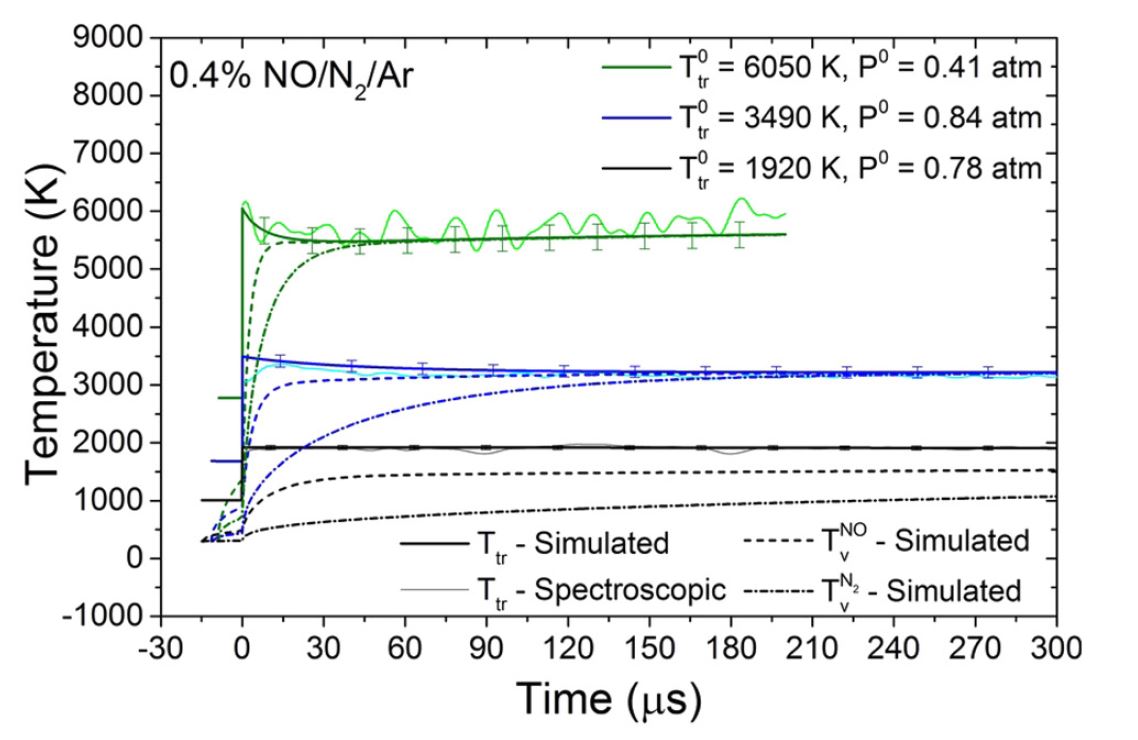 9000
8000
7000
6000
5000
4000
3000
2000
1000
0
-1000
Temperature (K)
0.4% NO/N₂/Ar
T⁰tr = 6050 K, P⁰ = 0.41 atm
T⁰tr = 3490 K, P⁰ = 0.84 atm
T⁰tr = 1920 K, P⁰ = 0.78 atm
Ttr - Simulated
TvNO - Simulated
Ttr - Spectroscopic
TvN₂ - Simulated
-30 0 30 60 90 120 150 180 210 240 270 300
Time (μs)